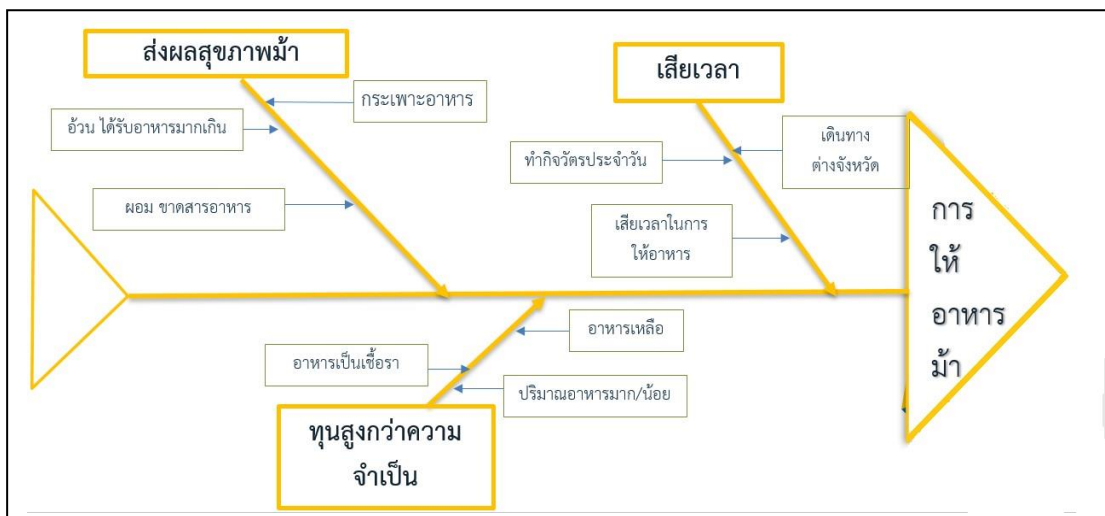 ส่งผลสุขภาพม้า
กระเพาะอาหาร
อ้วน ได้รับอาหารมากเกิน
ผอม ขาดสารอาหาร
เสียเวลา
เดินทาง
ต่างจังหวัด
ทำกิจวัตรประจำวัน
เสียเวลาในการ
ให้อาหาร
อาหารเหลือ
อาหารเป็นเชื้อรา
ปริมาณอาหารมาก/น้อย
ทุนสูงกว่าความ
จำเป็น
การ
ให้
อาหาร
ม้า